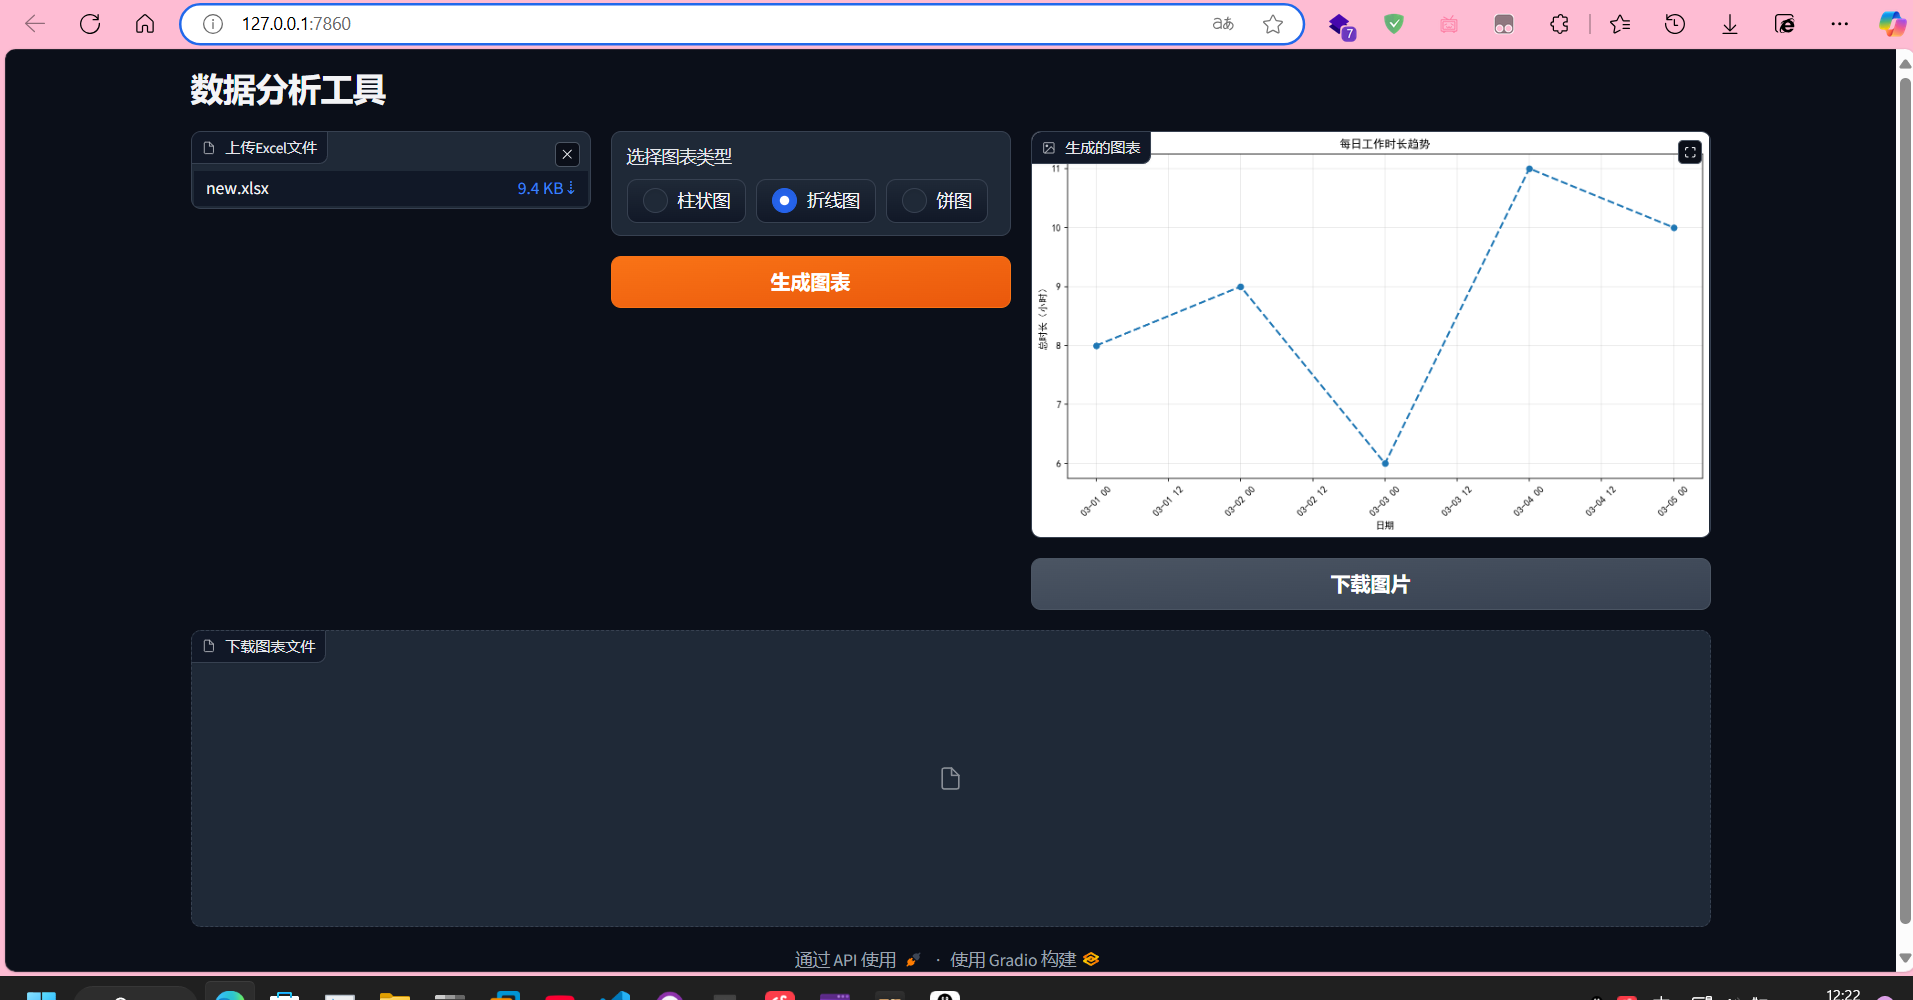 127.0.0.1:7860
aあ
7
数据分析工具
上传Excel文件
new.xlsx
9.4 KB⇣
选择图表类型
柱状图
折线图
饼图
生成图表
生成的图表
每日工作时长趋势
11
10
9
8
7
6
总时长（小时）
03-01 00
03-01 12
03-02 00
03-02 12
03-03 00
03-03 12
03-04 00
03-04 12
03-05 00
日期
下载图片
下载图表文件
通过 API 使用 · 使用 Gradio 构建
12:22